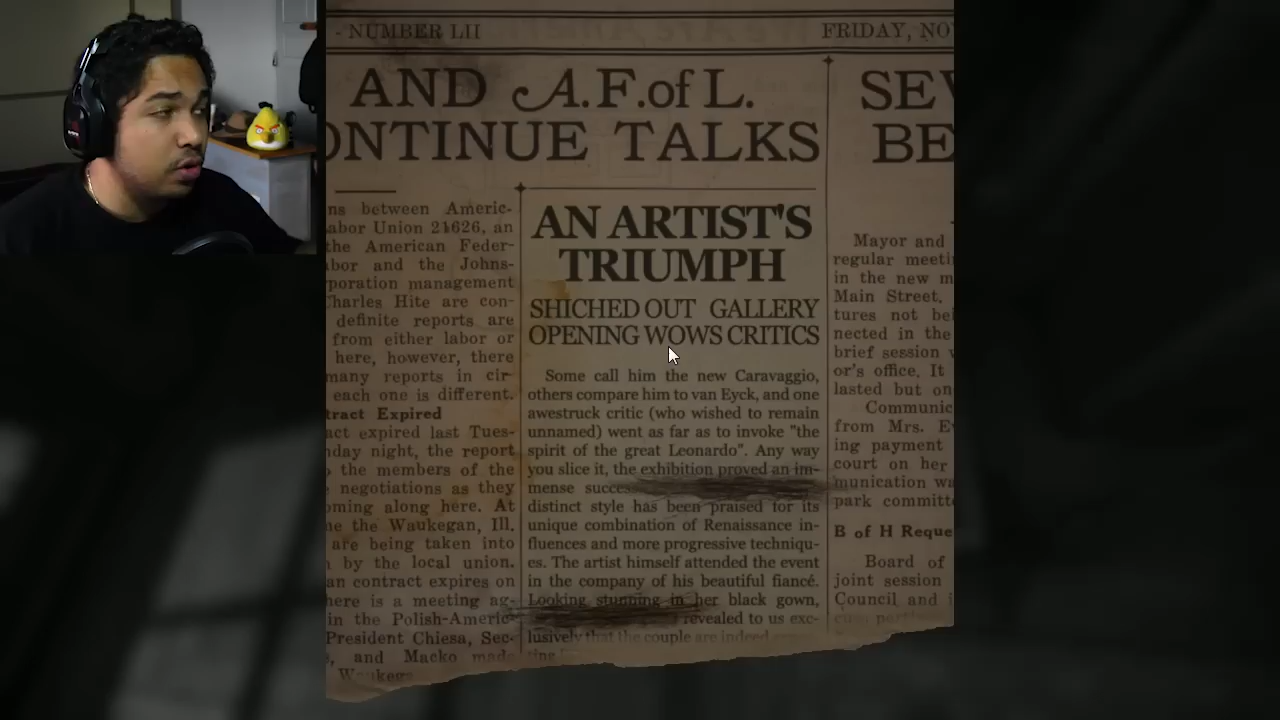 - NUMBER LII
FRIDAY, NO
AND A.F.of L.
ONTINUE TALKS
SEV
BE
ns between Americ-
abor Union 21626, an
the American Feder-
bor and the Johns-
poration management
Charles Hite are con-
definite reports are
from either labor or
here, however, there
many reports in cir-
each one is different.
tract Expired
act expired last Tues-
day night, the report
the members of the
negotiations as they
oming along here. At
e the Waukegan, Ill.
are being taken into
by the local union.
an contract expires on
here is a meeting ag-
in the Polish-Americ-
President Chiesa, Sec-
, and Macko made
AN ARTIST'S
TRIUMPH
SHICHED OUT GALLERY
OPENING WOWS CRITICS
Some call him the new Caravaggio,
others compare him to van Eyck, and one
awestruck critic (who wished to remain
unnamed) went as far as to invoke "the
spirit of the great Leonardo". Any way
you slice it, the exhibition proved an im-
mense succes
distinct style has been praised for its
unique combination of Renaissance in-
fluences and more progressive techniqu-
es. The artist himself attended the event
in the company of his beautiful fiancé.
Looking stunning in her black gown,
revealed to us exc-
lusively that the couple are indeed
ting
Mayor and
regular meeti
in the new m
Main Street.
tures not be
nected in the
brief session
or's office. It
lasted but on
Communic
from Mrs. E
ing payment
court on her
munication wa
park committe
B of H Reque
Board of
joint session
Council and i